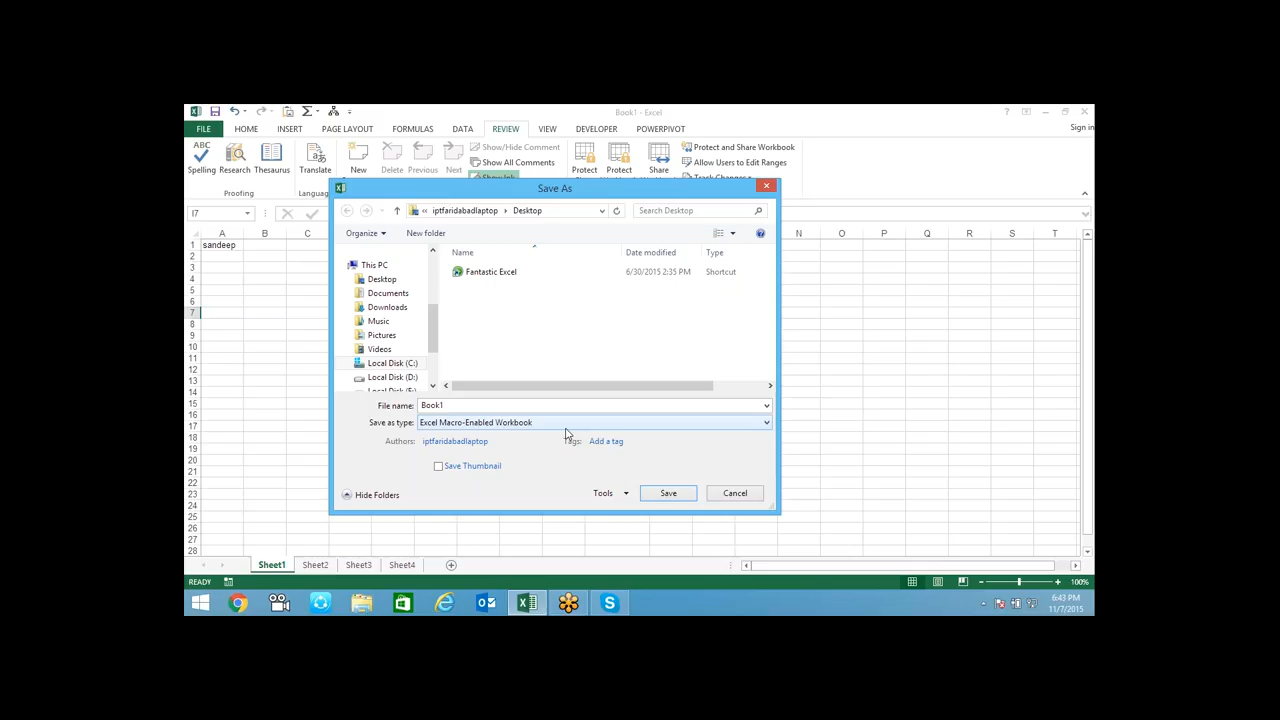 Book1 - Excel
Sign in
FILE HOME INSERT PAGE LAYOUT FORMULAS DATA REVIEW VIEW DEVELOPER POWERPIVOT
ABC
Spelling Research Thesaurus Translate New Delete Previous Next Show/Hide Comment Show All Comments Show Ink Protect Protect Share Protect and Share Workbook Allow Users to Edit Ranges Track Changes
Proofing Languag
I7
Save As
iptfaridabadlaptop Desktop Search Desktop
Organize New folder
Name Date modified Type
Fantastic Excel 6/30/2015 2:35 PM Shortcut
This PC
Desktop
Documents
Downloads
Music
Pictures
Videos
Local Disk (C:)
Local Disk (D:)
File name: Book1
Save as type: Excel Macro-Enabled Workbook
Authors: iptfaridabadlaptop Tags: Add a tag
Save Thumbnail
Hide Folders Tools Save Cancel
A B C N O P Q R S T
1 sandeep
2
3
4
5
6
7
8
9
10
11
12
13
14
15
16
17
18
19
20
21
22
23
24
25
26
27
28
Sheet1 Sheet2 Sheet3 Sheet4
READY 100%
6:43 PM
11/7/2015